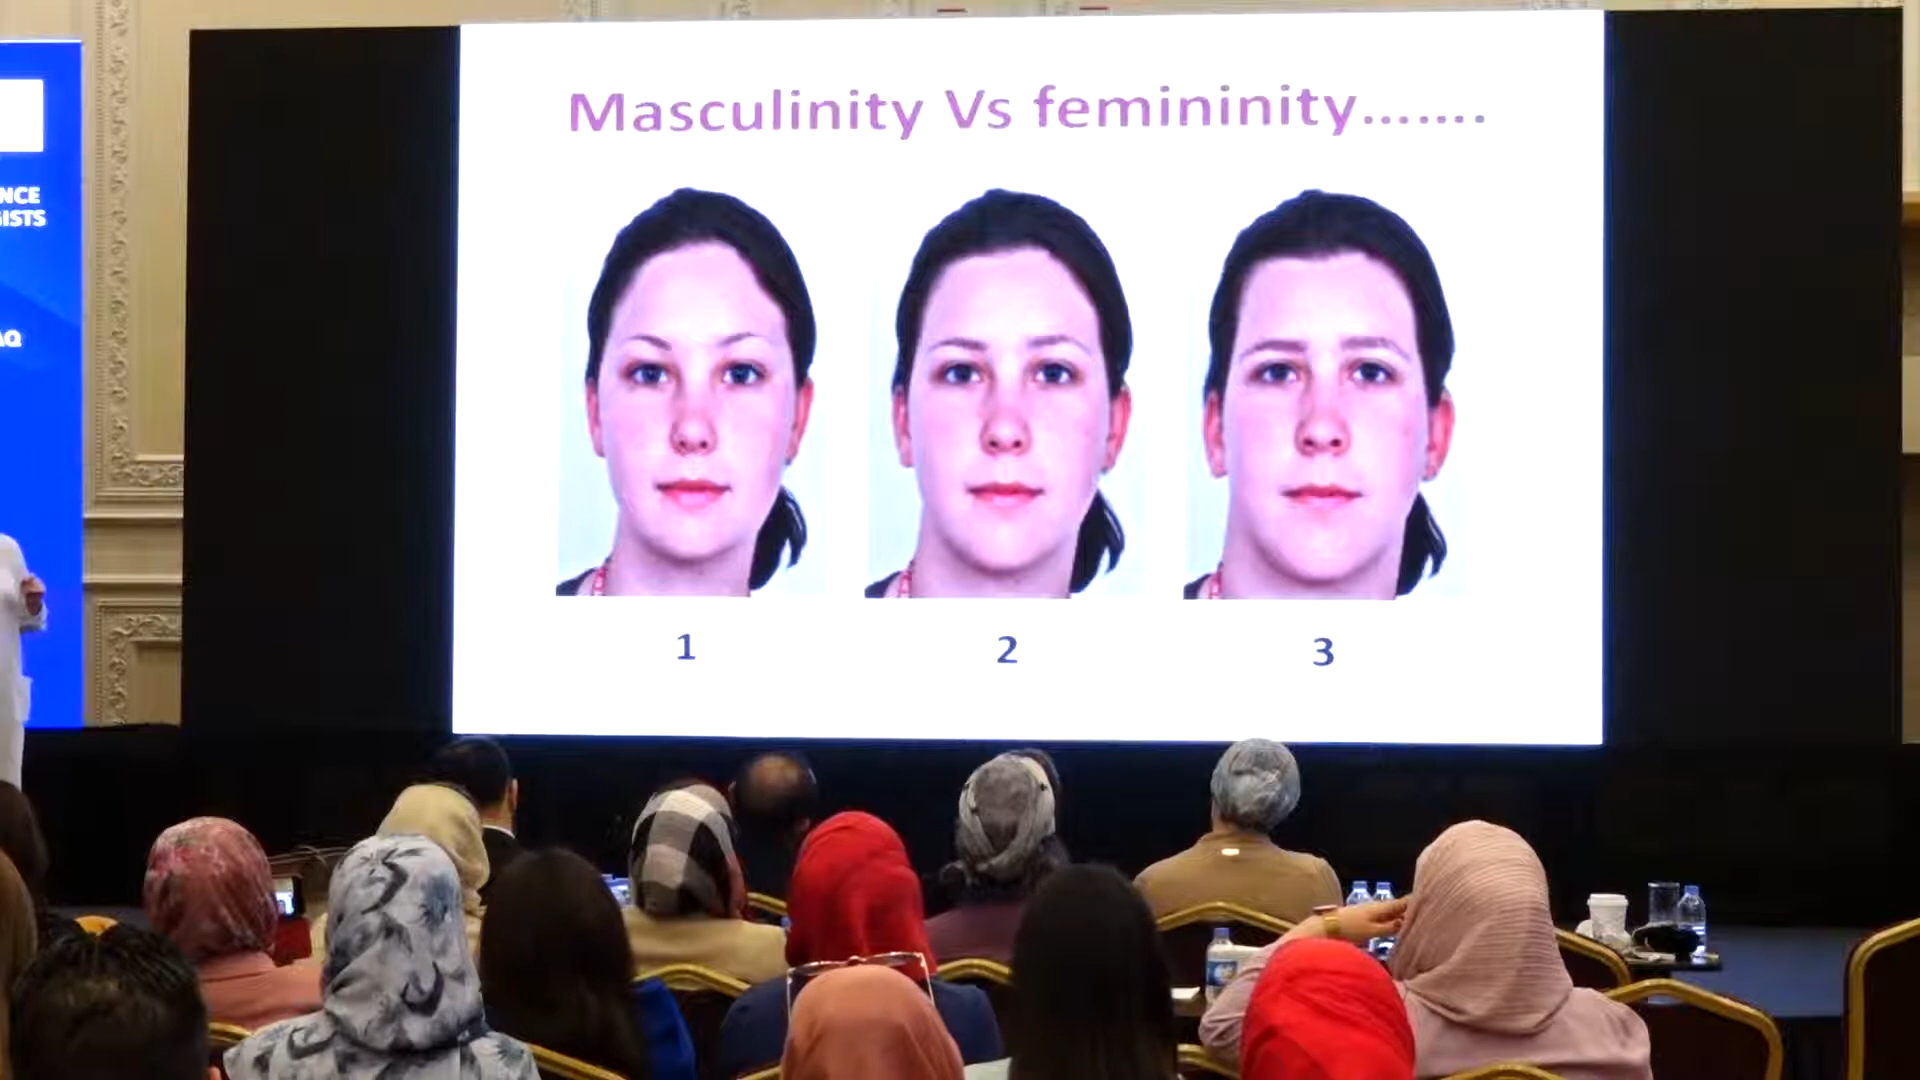 Masculinity Vs femininity.......
NCE
GISTS
AQ
1
2
3